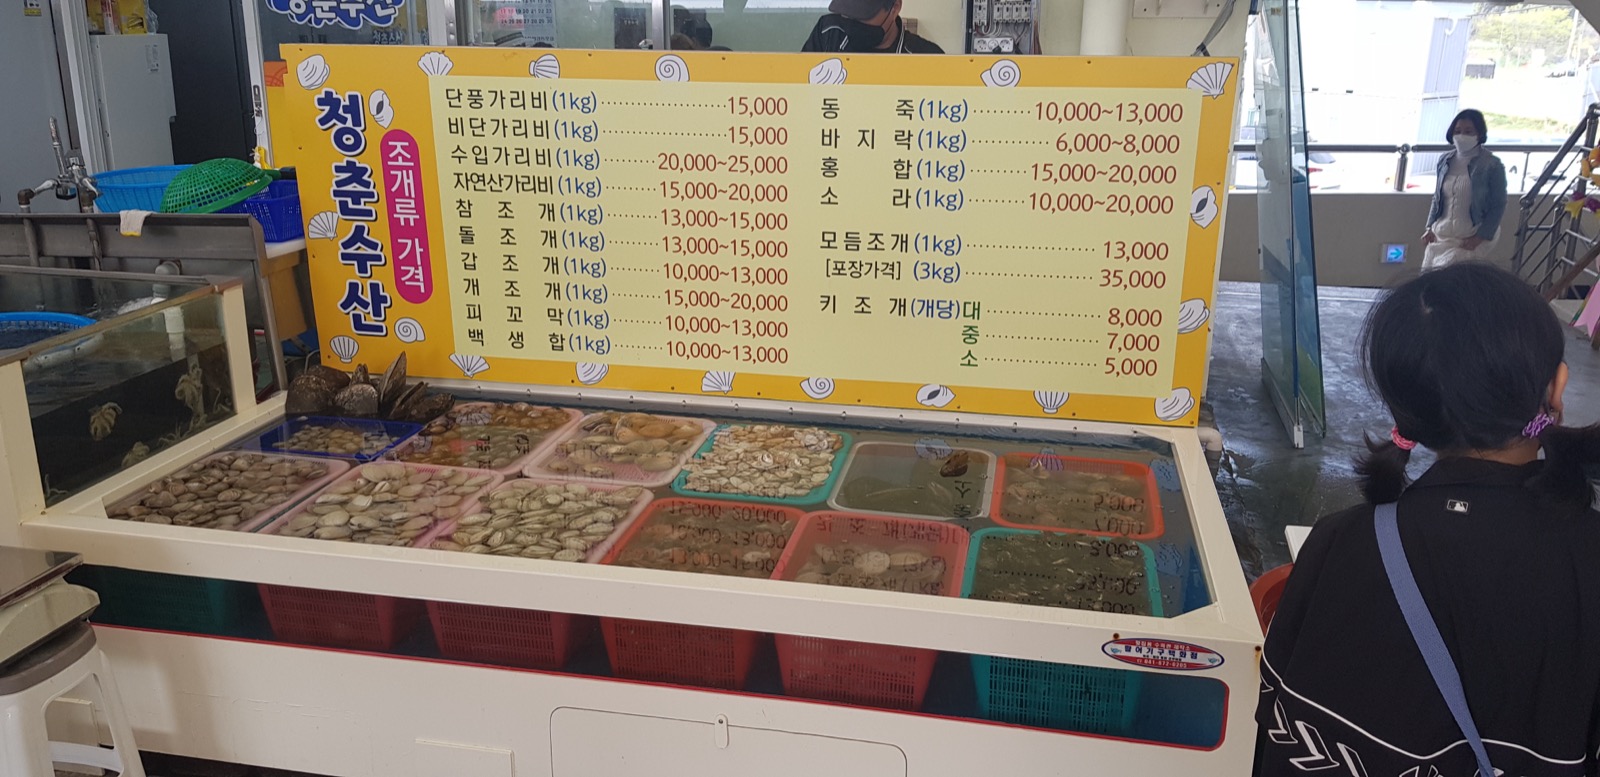 청춘수산
조개류 가격
단풍가리비(1kg) 15,000
비단가리비(1kg) 15,000
수입가리비(1kg) 20,000~25,000
자연산가리비(1kg) 15,000~20,000
참 조 개(1kg) 13,000~15,000
돌 조 개(1kg) 13,000~15,000
갑 조 개(1kg) 10,000~13,000
개 조 개(1kg) 15,000~20,000
피 꼬 막(1kg) 10,000~13,000
백 생 합(1kg) 10,000~13,000
동 죽(1kg) 10,000~13,000
바 지 락(1kg) 6,000~8,000
홍 합(1kg) 15,000~20,000
소 라(1kg) 10,000~20,000
모듬조개(1kg) 13,000
[포장가격] (3kg) 35,000
키 조 개(개당)대 8,000
중 7,000
소 5,000